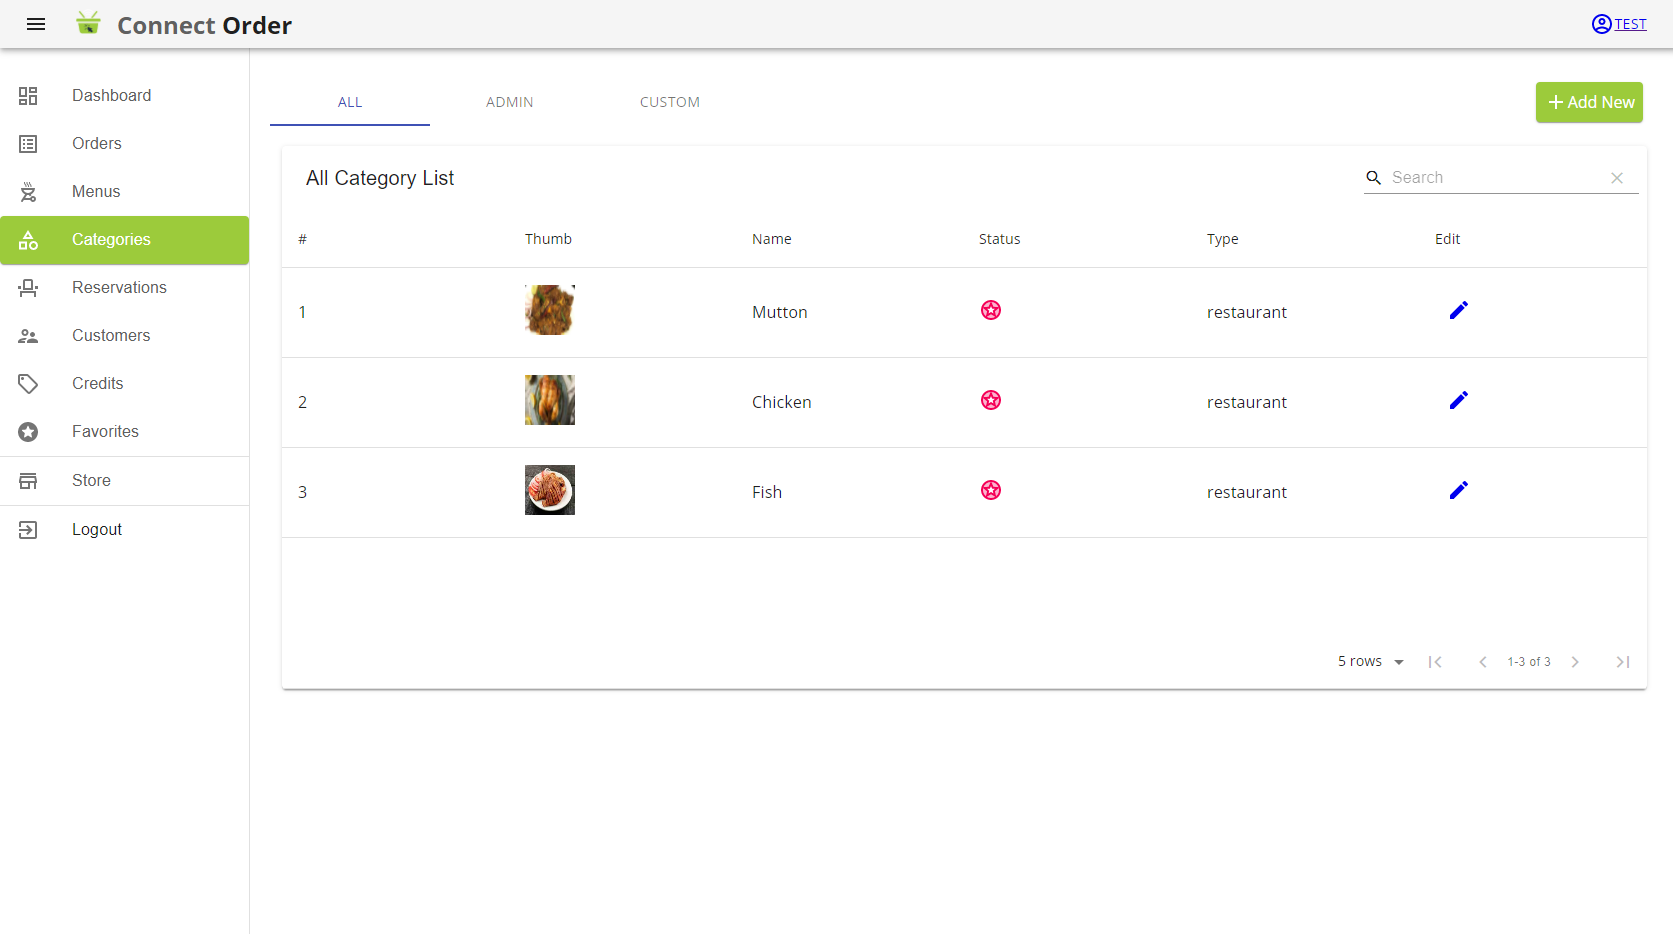 Connect Order
TEST
Dashboard
Orders
Menus
Categories
Reservations
Customers
Credits
Favorites
Store
Logout
ALL ADMIN CUSTOM
Add New
All Category List
Search
# Thumb Name Status Type Edit
1 Mutton restaurant
2 Chicken restaurant
3 Fish restaurant
5 rows 1-3 of 3